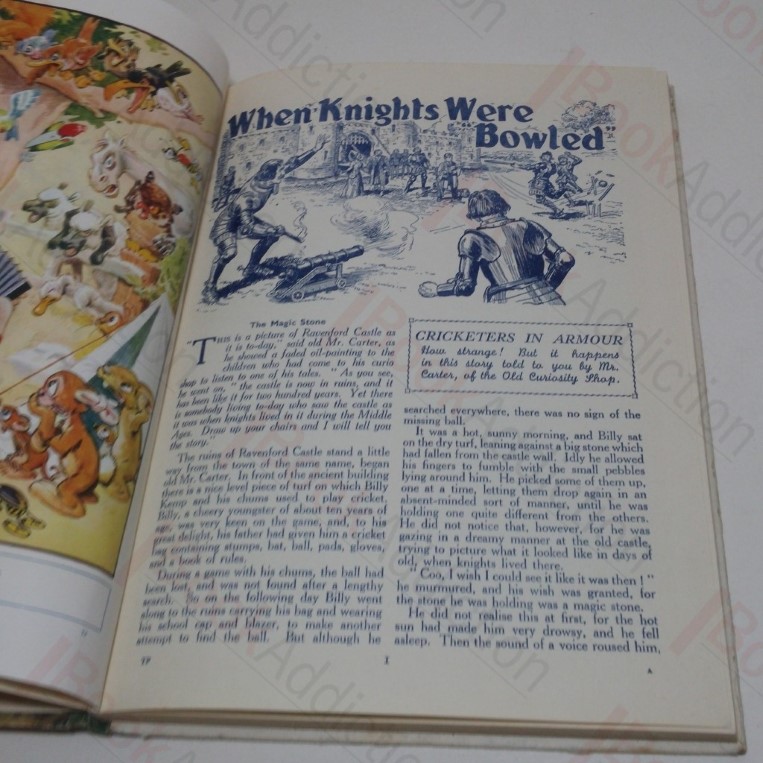 When Knights Were
"Bowled"
The Magic Stone
"THIS is a picture of Ravenford Castle as
it is to-day," said old Mr. Carter, as
he showed a faded oil-painting to the
children who had come to his curio
shop to listen to one of his tales. "As you see,
he went on, "the castle is now in ruins, and it
has been like it for two hundred years. Yet there
is somebody living to-day who saw the castle as
it was when knights lived in it during the Middle
Ages. Draw up your chairs and I will tell you
the story."
The ruins of Ravenford Castle stand a little
way from the town of the same name, began
old Mr. Carter. In front of the ancient building
there is a nice level piece of turf on which Billy
Kemp and his chums used to play cricket.
Billy, a cheery youngster of about ten years of
age, was very keen on the game, and, to his
great delight, his father had given him a cricket
bag containing stumps, bat, ball, pads, gloves,
and a book of rules.
During a game with his chums, the ball had
been lost, and was not found after a lengthy
search. So on the following day Billy went
along to the ruins carrying his bag and wearing
his school cap and blazer, to make another
attempt to find the ball. But although he
CRICKETERS IN ARMOUR
How strange! But it happens
in this story told to you by Mr.
Carter, of the Old Curiosity Shop.
searched everywhere, there was no sign of the
missing ball.
It was a hot, sunny morning, and Billy sat
on the dry turf, leaning against a big stone which
had fallen from the castle wall. Idly he allowed
his fingers to fumble with the small pebbles
lying around him. He picked some of them up,
one at a time, letting them drop again in an
absent-minded sort of manner, until he was
holding one quite different from the others.
He did not notice that, however, for he was
gazing in a dreamy manner at the old castle,
trying to picture what it looked like in days of
old, when knights lived there.
"Coo, I wish I could see it like it was then!"
he murmured, and his wish was granted, for
the stone he was holding was a magic stone.
He did not realise this at first, for the hot
sun had made him very drowsy, and he fell
asleep. Then the sound of a voice roused him,
1
A
BookAddiction